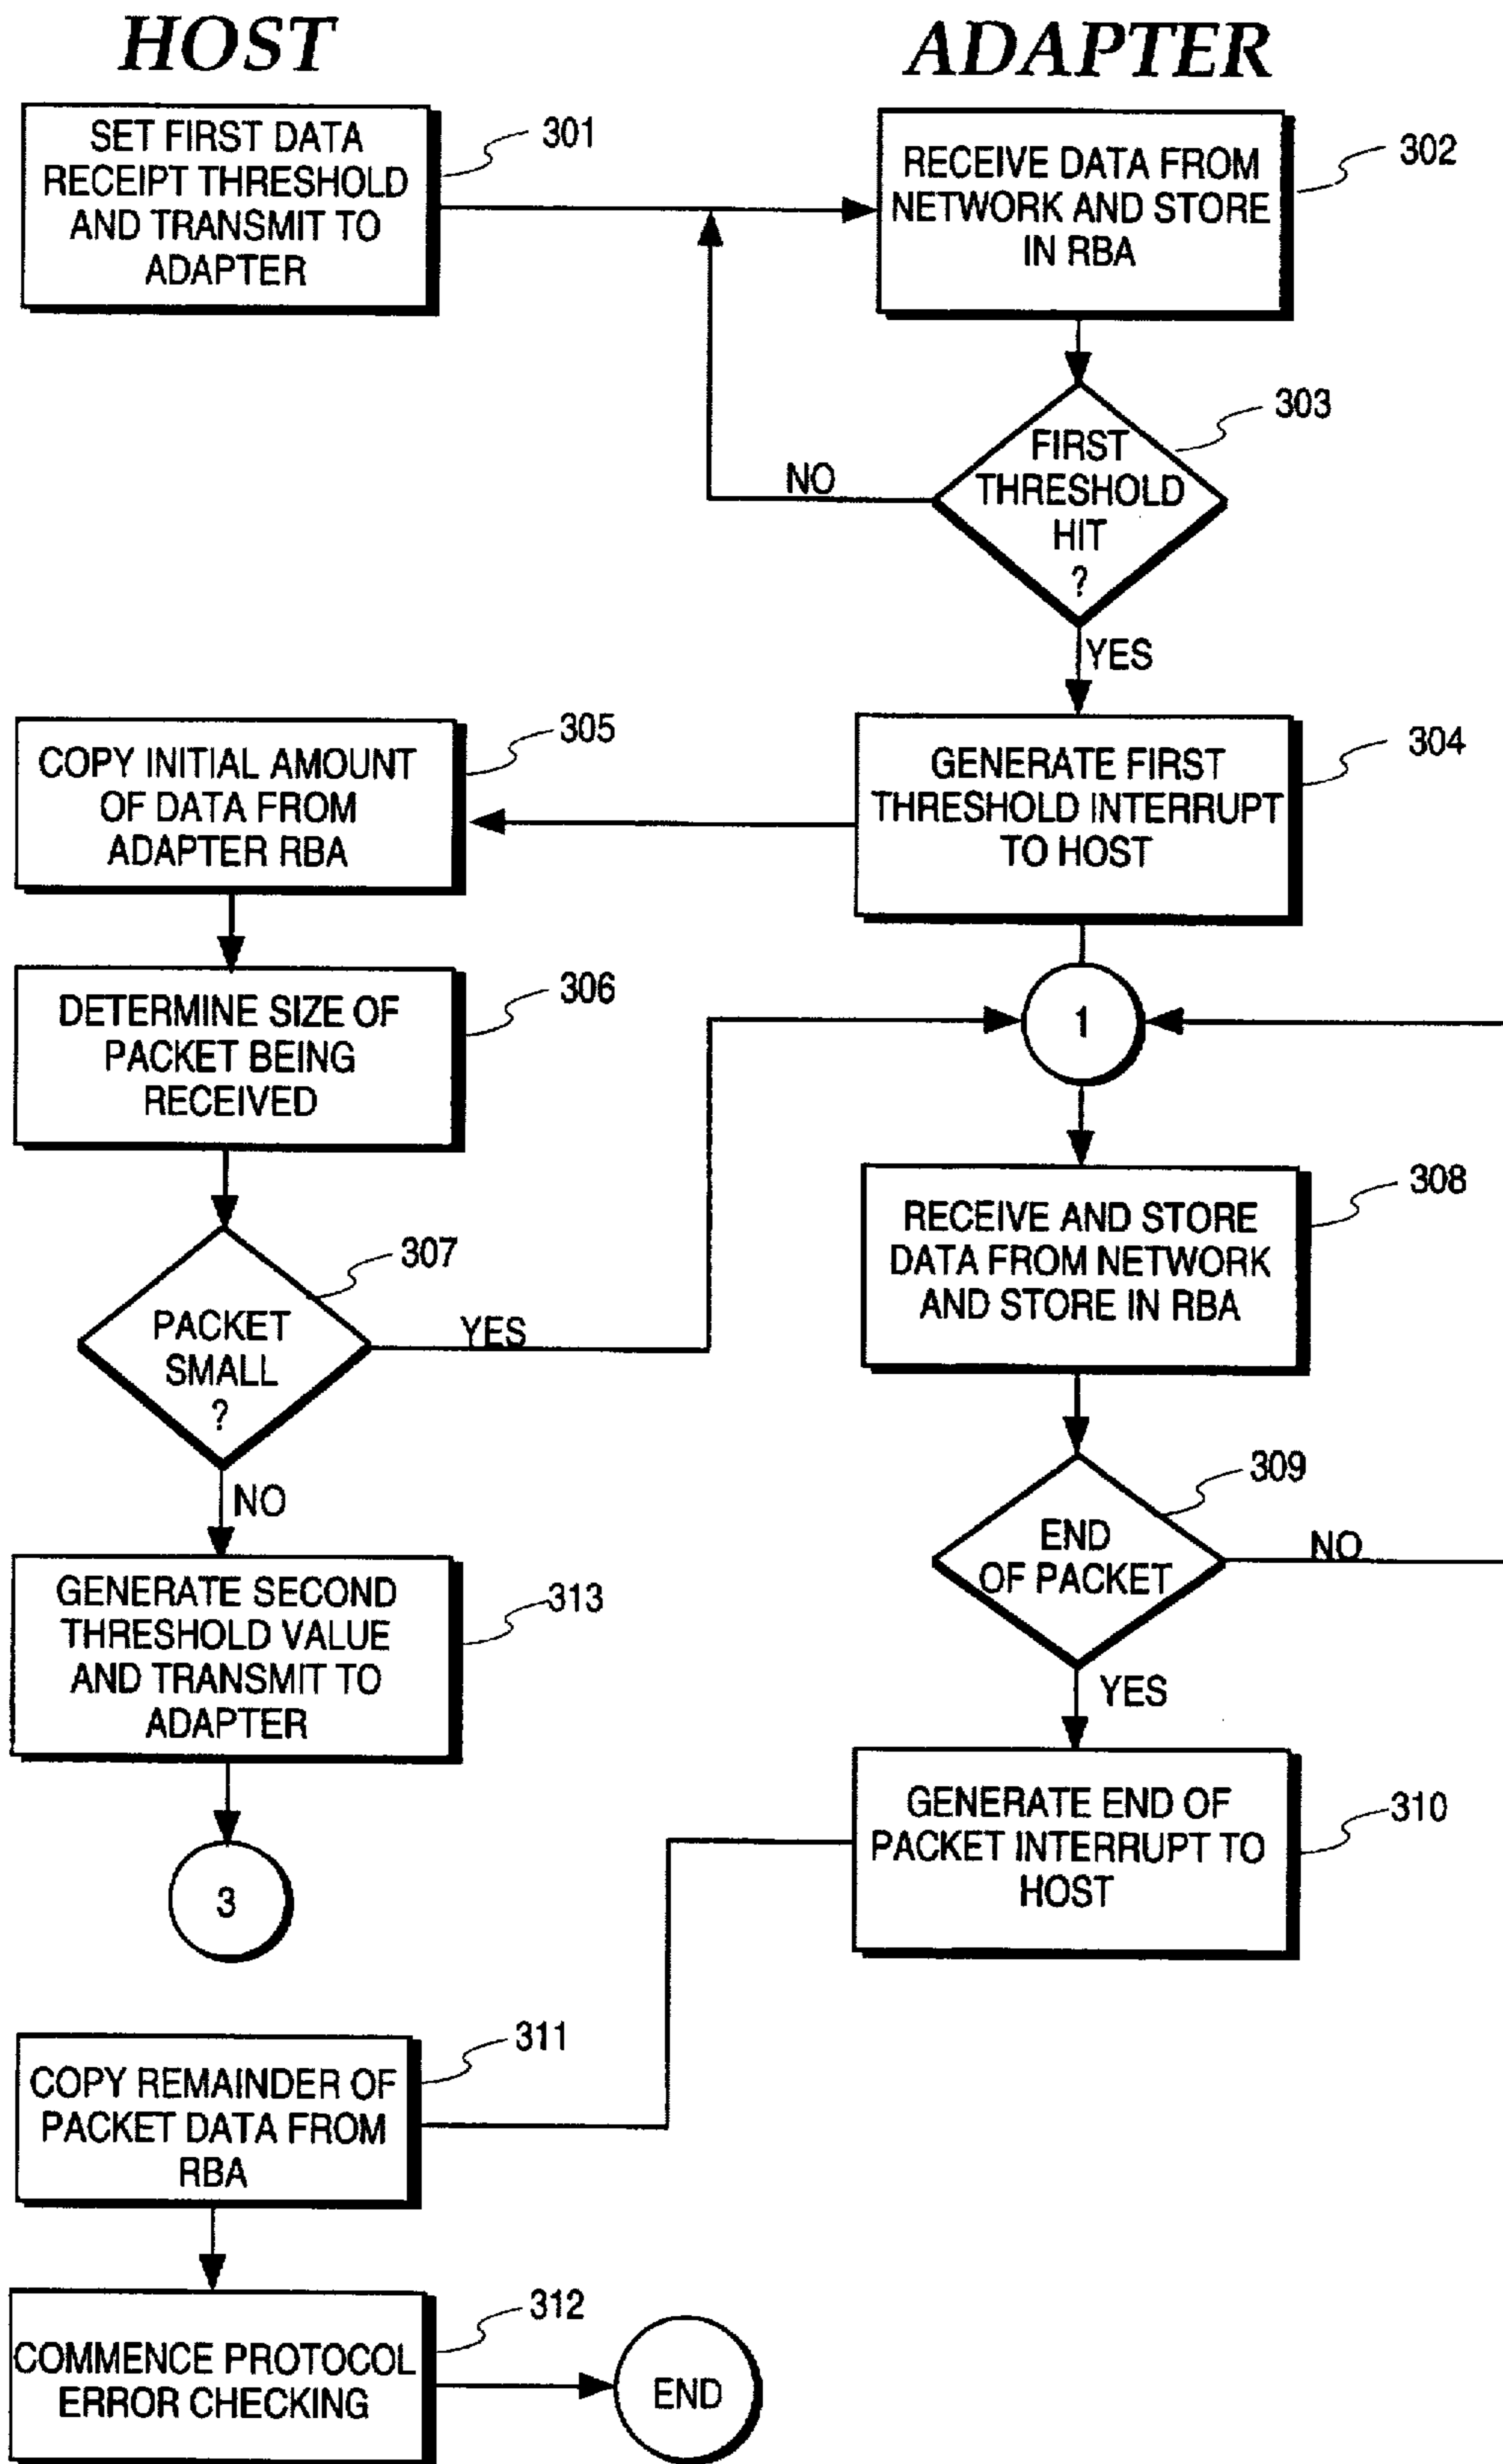 HOST
ADAPTER
SET FIRST DATA
RECEIPT THRESHOLD
AND TRANSMIT TO
ADAPTER
301
RECEIVE DATA FROM
NETWORK AND STORE
IN RBA
302
FIRST
THRESHOLD
HIT
?
303
NO
YES
COPY INITIAL AMOUNT
OF DATA FROM
ADAPTER RBA
305
GENERATE FIRST
THRESHOLD INTERRUPT
TO HOST
304
DETERMINE SIZE OF
PACKET BEING
RECEIVED
306
1
PACKET
SMALL
?
307
YES
NO
RECEIVE AND STORE
DATA FROM NETWORK
AND STORE IN RBA
308
END
OF PACKET
309
NO
YES
GENERATE SECOND
THRESHOLD VALUE
AND TRANSMIT TO
ADAPTER
313
3
GENERATE END OF
PACKET INTERRUPT TO
HOST
310
COPY REMAINDER OF
PACKET DATA FROM
RBA
311
COMMENCE PROTOCOL
ERROR CHECKING
312
END